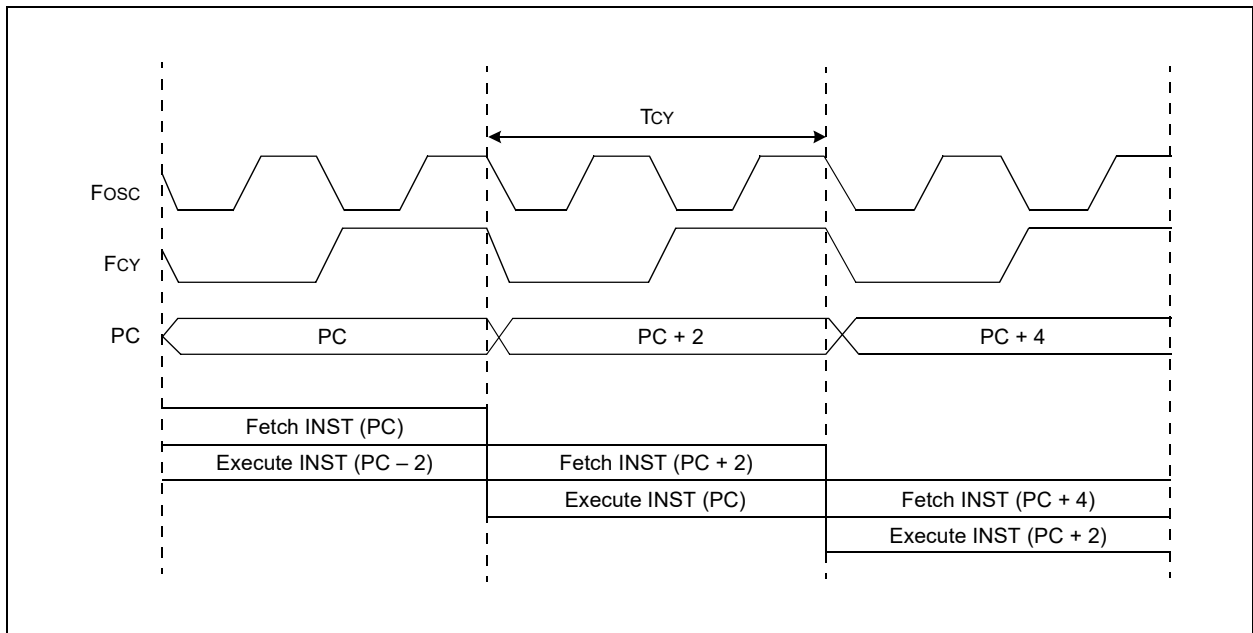 TCY
FOSC
FCY
PC PC PC + 2 PC + 4
Fetch INST (PC)
Execute INST (PC – 2) Fetch INST (PC + 2)
Execute INST (PC) Fetch INST (PC + 4)
Execute INST (PC + 2)